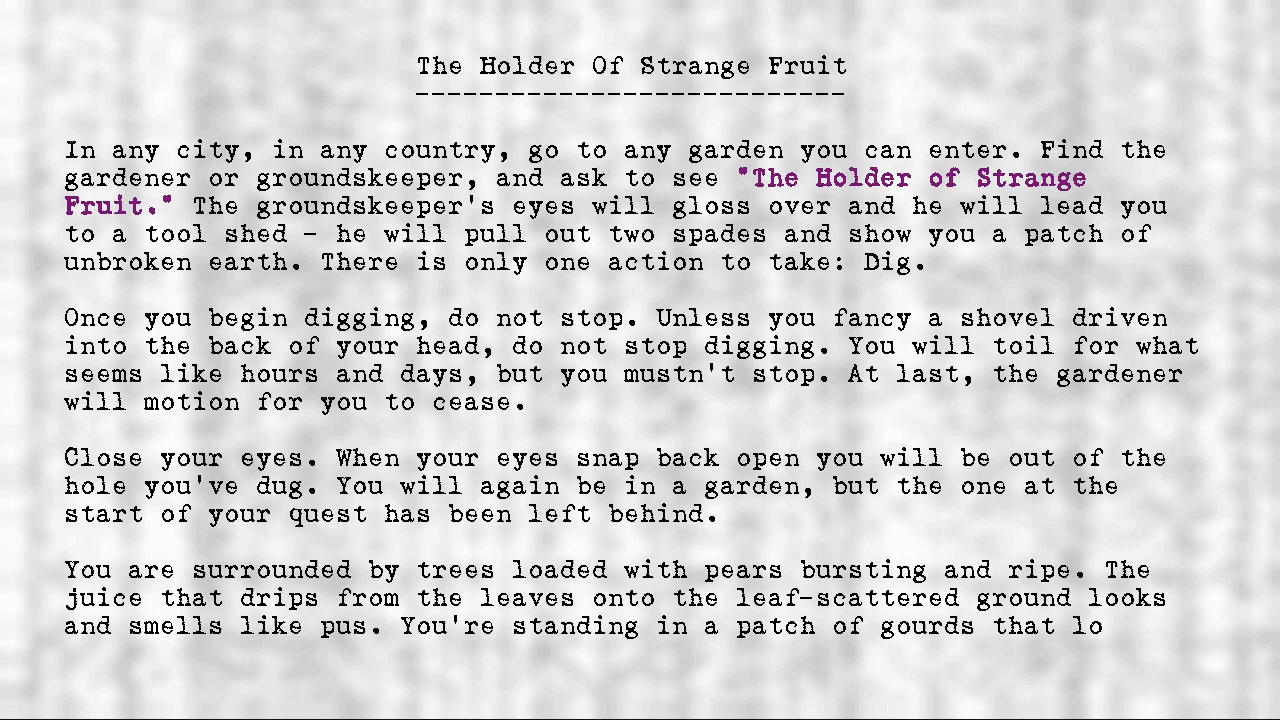 The Holder Of Strange Fruit
---------------------------
In any city, in any country, go to any garden you can enter. Find the
gardener or groundskeeper, and ask to see "The Holder of Strange
Fruit." The groundskeeper's eyes will gloss over and he will lead you
to a tool shed - he will pull out two spades and show you a patch of
unbroken earth. There is only one action to take: Dig.
Once you begin digging, do not stop. Unless you fancy a shovel driven
into the back of your head, do not stop digging. You will toil for what
seems like hours and days, but you mustn't stop. At last, the gardener
will motion for you to cease.
Close your eyes. When your eyes snap back open you will be out of the
hole you've dug. You will again be in a garden, but the one at the
start of your quest has been left behind.
You are surrounded by trees loaded with pears bursting and ripe. The
juice that drips from the leaves onto the leaf-scattered ground looks
and smells like pus. You're standing in a patch of gourds that lo